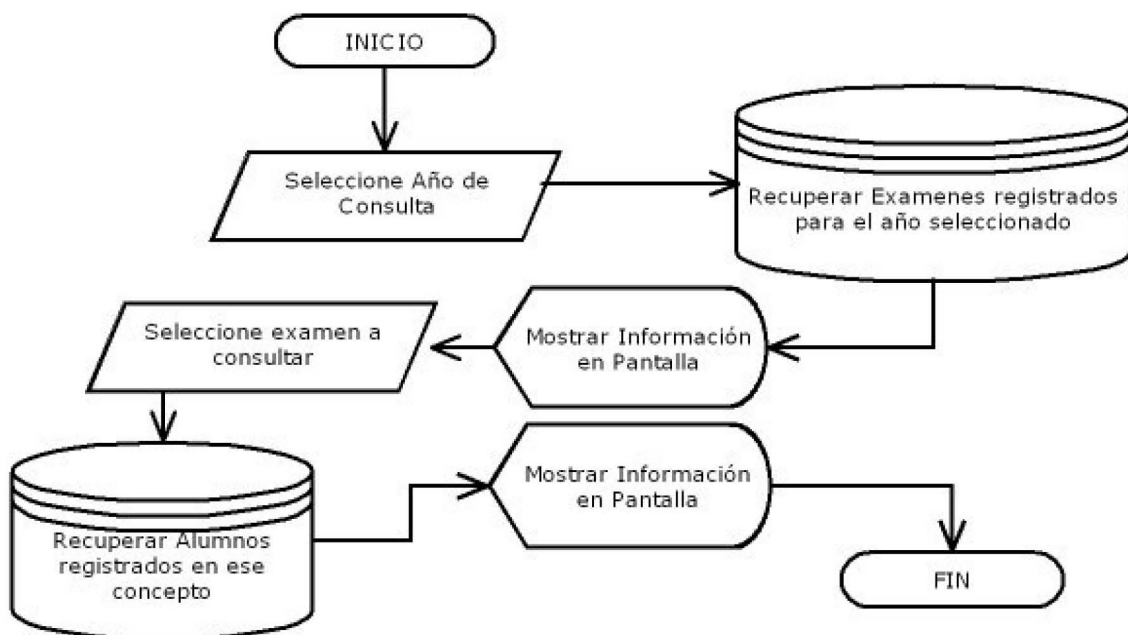 INICIO
Seleccione Año de
Consulta
Recuperar Examenes registrados
para el año seleccionado
Mostrar Información
en Pantalla
Seleccione examen a
consultar
Recuperar Alumnos
registrados en ese
concepto
Mostrar Información
en Pantalla
FIN